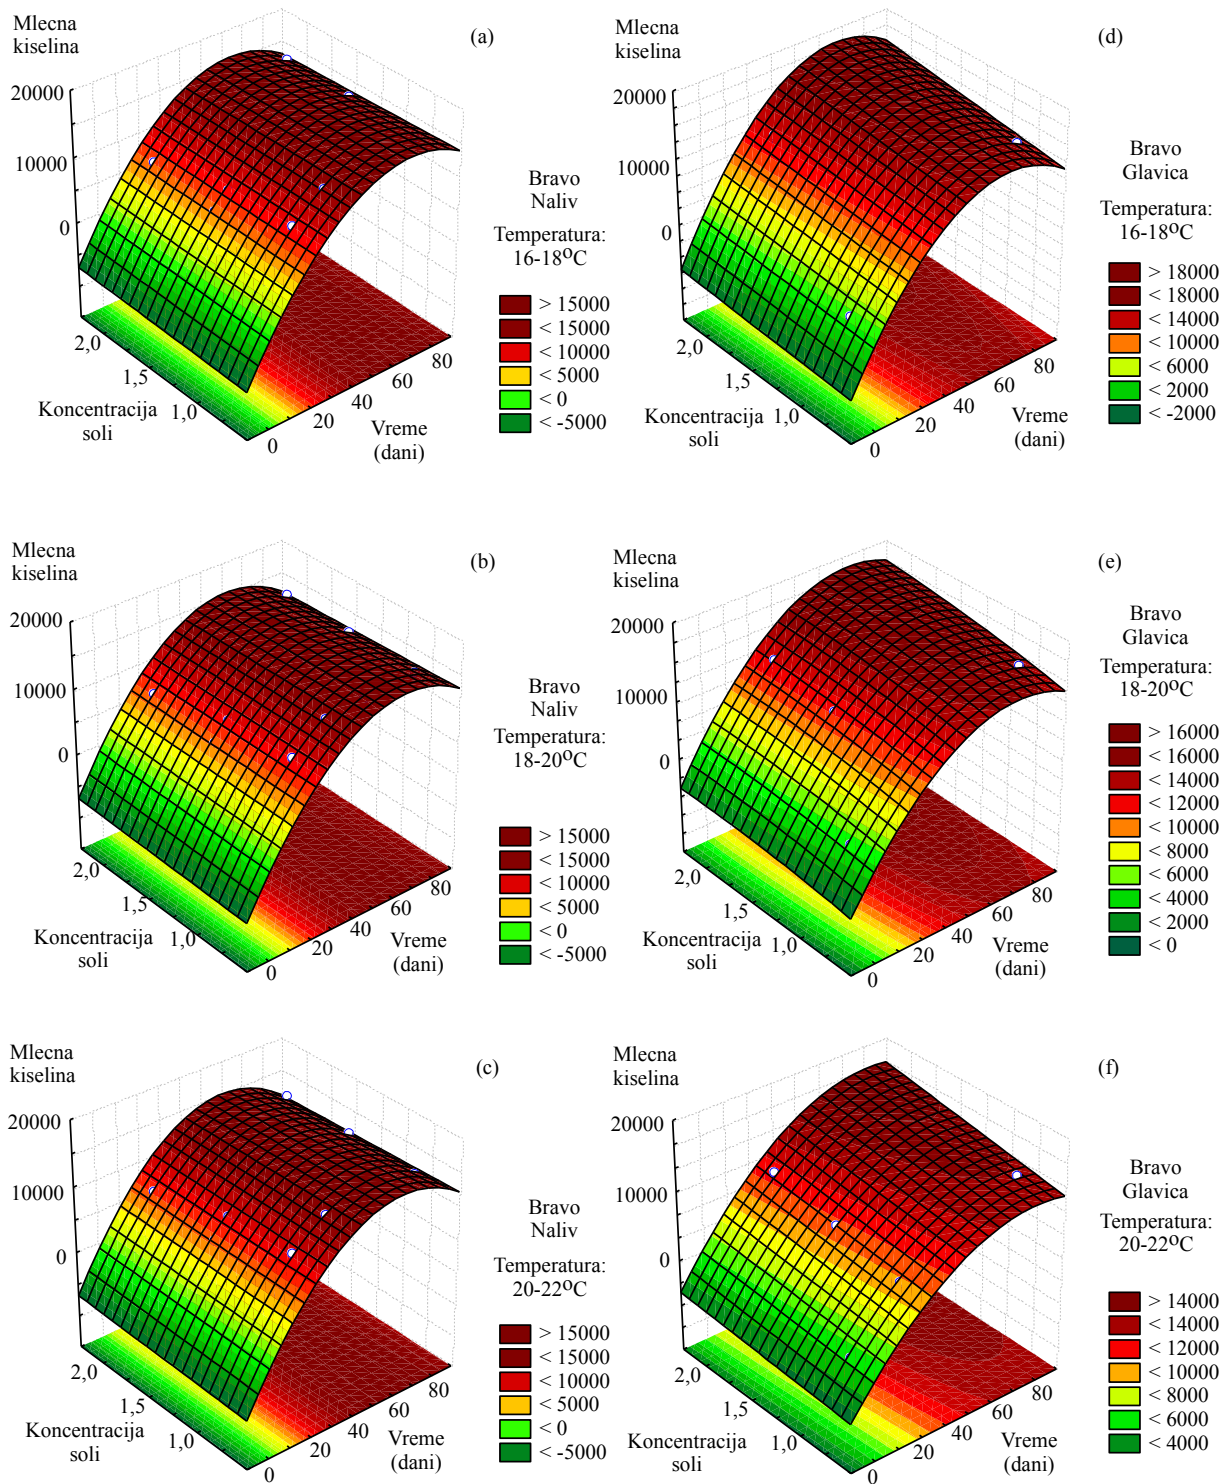 Mlecna
kiselina
(a)
20000
10000
0
2,0
1,5
1,0
Koncentracija
soli
0
20
40
60
80
Vreme
(dani)
Bravo
Naliv
Temperatura:
16-18ºC
> 15000
< 15000
< 10000
< 5000
< 0
< -5000
Mlecna
kiselina
(d)
20000
10000
0
2,0
1,5
1,0
Koncentracija
soli
0
20
40
60
80
Vreme
(dani)
Bravo
Glavica
Temperatura:
16-18ºC
> 18000
< 18000
< 14000
< 10000
< 6000
< 2000
< -2000
Mlecna
kiselina
(b)
20000
10000
0
2,0
1,5
1,0
Koncentracija
soli
0
20
40
60
80
Vreme
(dani)
Bravo
Naliv
Temperatura:
18-20ºC
> 15000
< 15000
< 10000
< 5000
< 0
< -5000
Mlecna
kiselina
(e)
20000
10000
0
2,0
1,5
1,0
Koncentracija
soli
0
20
40
60
80
Vreme
(dani)
Bravo
Glavica
Temperatura:
18-20ºC
> 16000
< 16000
< 14000
< 12000
< 10000
< 8000
< 6000
< 4000
< 2000
< 0
Mlecna
kiselina
(c)
20000
10000
0
2,0
1,5
1,0
Koncentracija
soli
0
20
40
60
80
Vreme
(dani)
Bravo
Naliv
Temperatura:
20-22ºC
> 15000
< 15000
< 10000
< 5000
< 0
< -5000
Mlecna
kiselina
(f)
20000
10000
0
2,0
1,5
1,0
Koncentracija
soli
0
20
40
60
80
Vreme
(dani)
Bravo
Glavica
Temperatura:
20-22ºC
> 14000
< 14000
< 12000
< 10000
< 8000
< 6000
< 4000